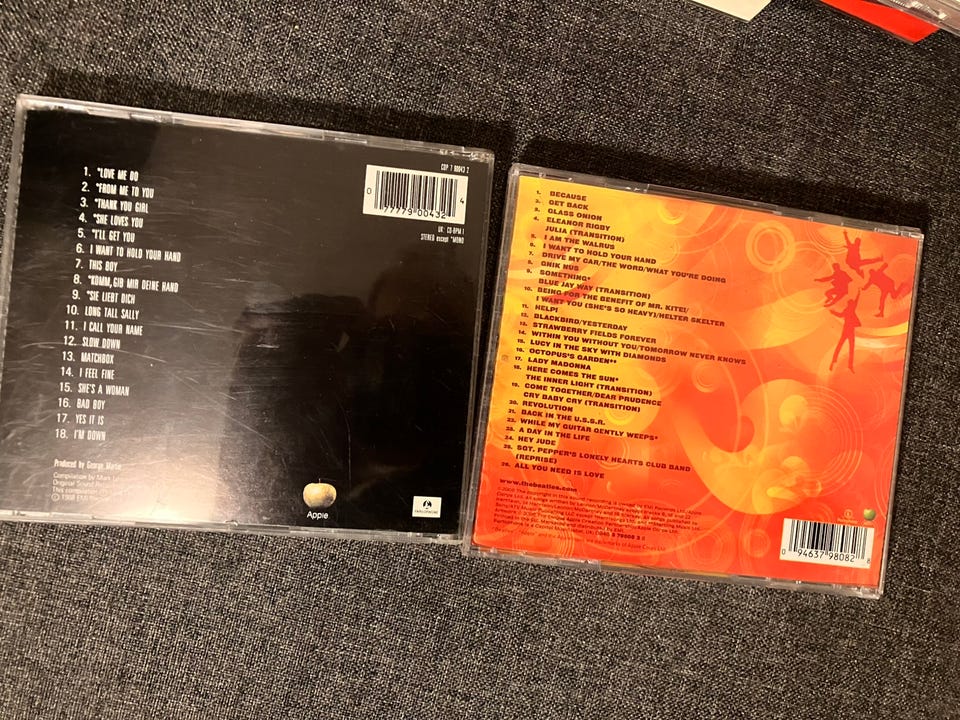 CDP 7 90043 2
0 77779 00432 4
UK: CD-BPM 1
STEREO except *MONO
1. *LOVE ME DO
2. *FROM ME TO YOU
3. *THANK YOU GIRL
4. *SHE LOVES YOU
5. *I'LL GET YOU
6. I WANT TO HOLD YOUR HAND
7. THIS BOY
8. *KOMM, GIB MIR DEINE HAND
9. *SIE LIEBT DICH
10. LONG TALL SALLY
11. I CALL YOUR NAME
12. SLOW DOWN
13. MATCHBOX
14. I FEEL FINE
15. SHE'S A WOMAN
16. BAD BOY
17. YES IT IS
18. I'M DOWN
Produced by George Martin
Compilation by Mark
Original Sound
This compilation
© 1988 EMI
Apple
PARLOPHONE
1. BECAUSE
2. GET BACK
3. GLASS ONION
4. ELEANOR RIGBY
JULIA (TRANSITION)
5. I AM THE WALRUS
6. I WANT TO HOLD YOUR HAND
7. DRIVE MY CAR/THE WORD/WHAT YOU'RE DOING
8. GNIK NUS
9. SOMETHING*
BLUE JAY WAY (TRANSITION)
10. BEING FOR THE BENEFIT OF MR. KITE!/
I WANT YOU (SHE'S SO HEAVY)/HELTER SKELTER
11. HELP!
12. BLACKBIRD/YESTERDAY
13. STRAWBERRY FIELDS FOREVER
14. WITHIN YOU WITHOUT YOU/TOMORROW NEVER KNOWS
15. LUCY IN THE SKY WITH DIAMONDS
16. OCTOPUS'S GARDEN**
17. LADY MADONNA
18. HERE COMES THE SUN*
THE INNER LIGHT (TRANSITION)
19. COME TOGETHER/DEAR PRUDENCE
CRY BABY CRY (TRANSITION)
20. REVOLUTION
21. BACK IN THE U.S.S.R.
22. WHILE MY GUITAR GENTLY WEEPS*
23. A DAY IN THE LIFE
24. HEY JUDE
25. SGT. PEPPER'S LONELY HEARTS CLUB BAND
(REPRISE)
26. ALL YOU NEED IS LOVE
www.thebeatles.com
0 94637 98082 8